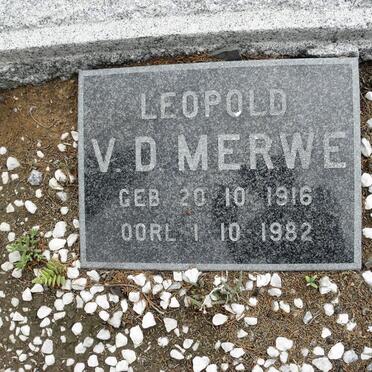 LEOPOLD
V.D. MERWE
GEB 20 10 1916
OORL 1 10 1982